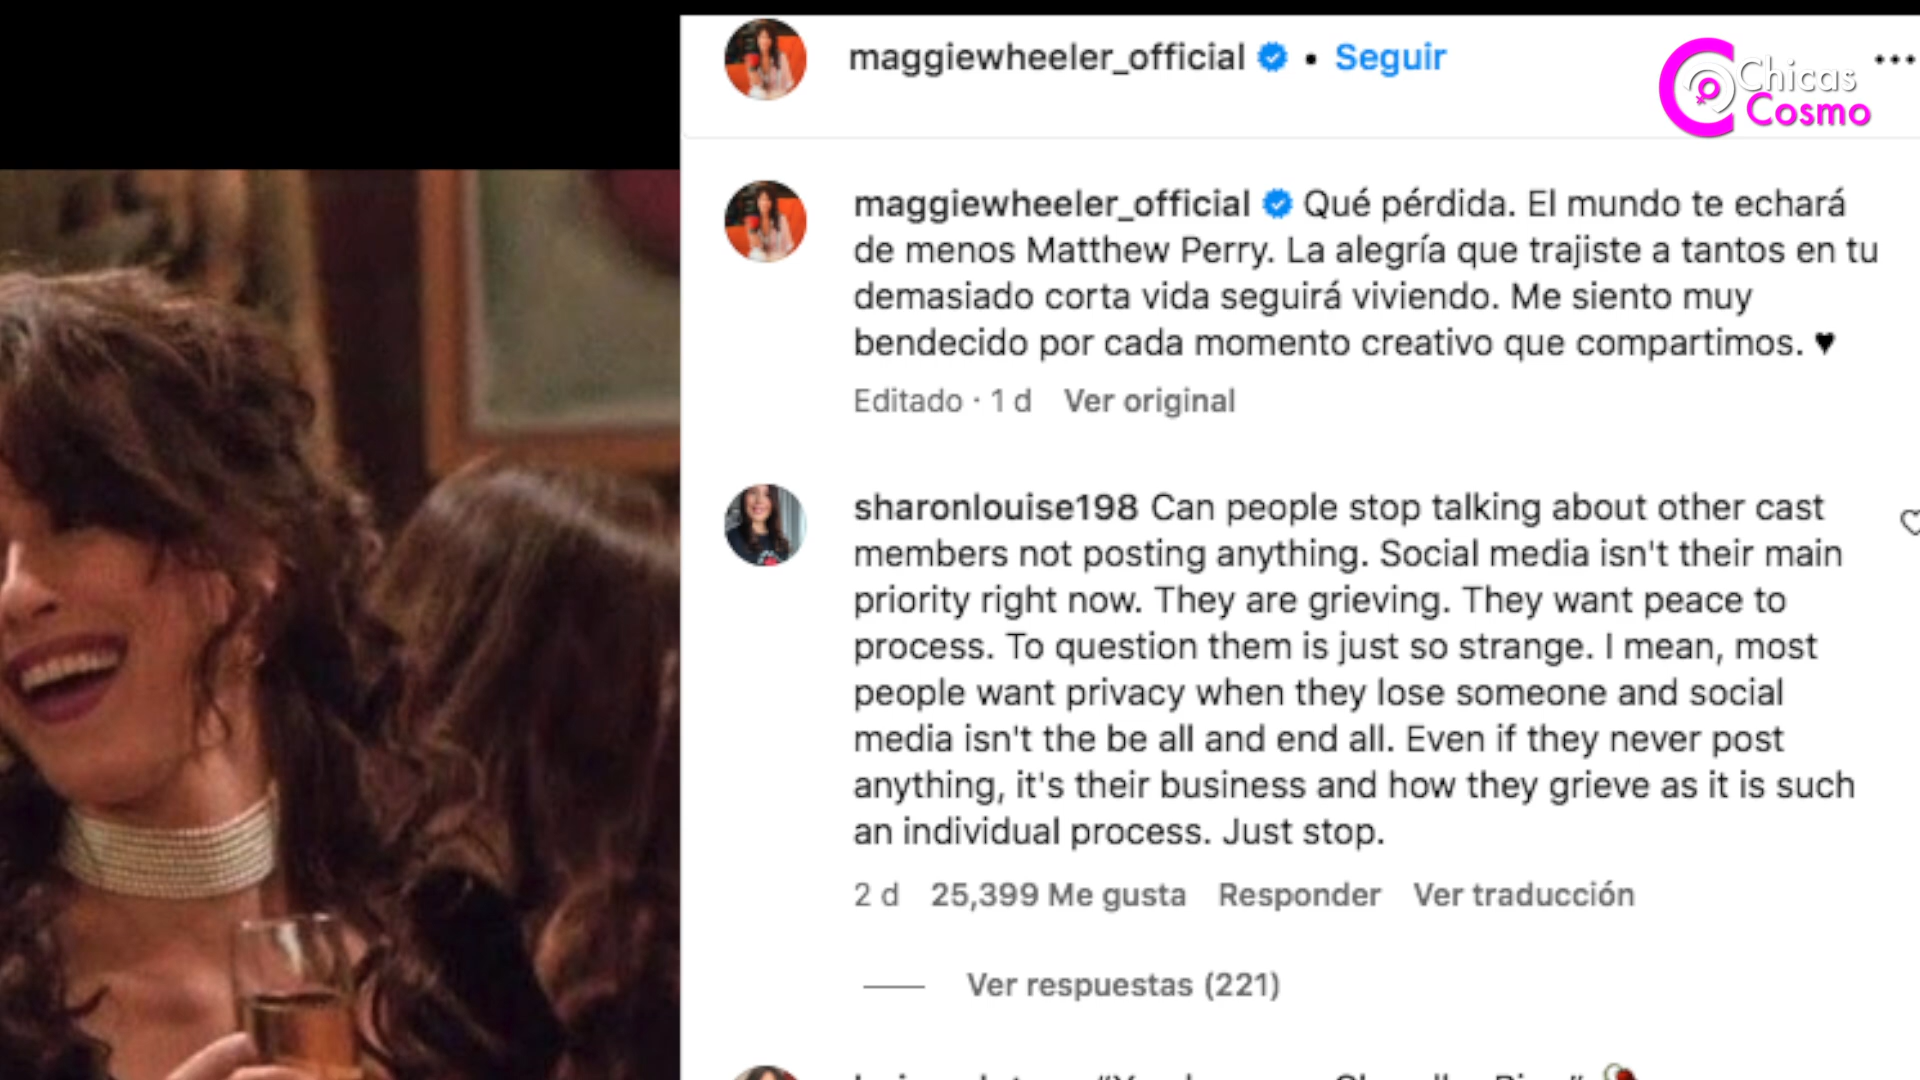 maggiewheeler_official • Seguir
Chicas
Cosmo
maggiewheeler_official Qué pérdida. El mundo te echará
de menos Matthew Perry. La alegría que trajiste a tantos en tu
demasiado corta vida seguirá viviendo. Me siento muy
bendecido por cada momento creativo que compartimos. ♥
Editado · 1 d Ver original
sharonlouise198 Can people stop talking about other cast
members not posting anything. Social media isn't their main
priority right now. They are grieving. They want peace to
process. To question them is just so strange. I mean, most
people want privacy when they lose someone and social
media isn't the be all and end all. Even if they never post
anything, it's their business and how they grieve as it is such
an individual process. Just stop.
2 d 25,399 Me gusta Responder Ver traducción
Ver respuestas (221)